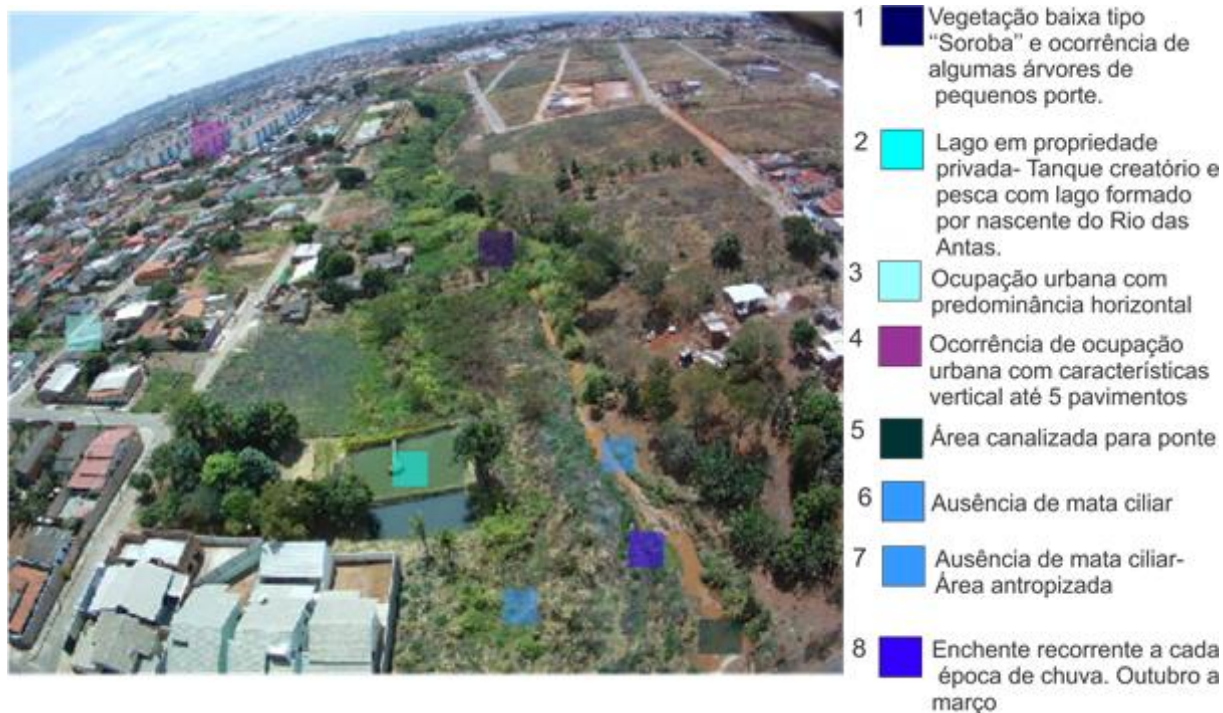 1 Vegetação baixa tipo
“Soroba” e ocorrência de
algumas árvores de
pequenos porte.
2 Lago em propriedade
privada- Tanque creatório e
pesca com lago formado
por nascente do Rio das
Antas.
3 Ocupação urbana com
predominância horizontal
4 Ocorrência de ocupação
urbana com características
vertical até 5 pavimentos
5 Área canalizada para ponte
6 Ausência de mata ciliar
7 Ausência de mata ciliar-
Área antropizada
8 Enchente recorrente a cada
época de chuva. Outubro a
março